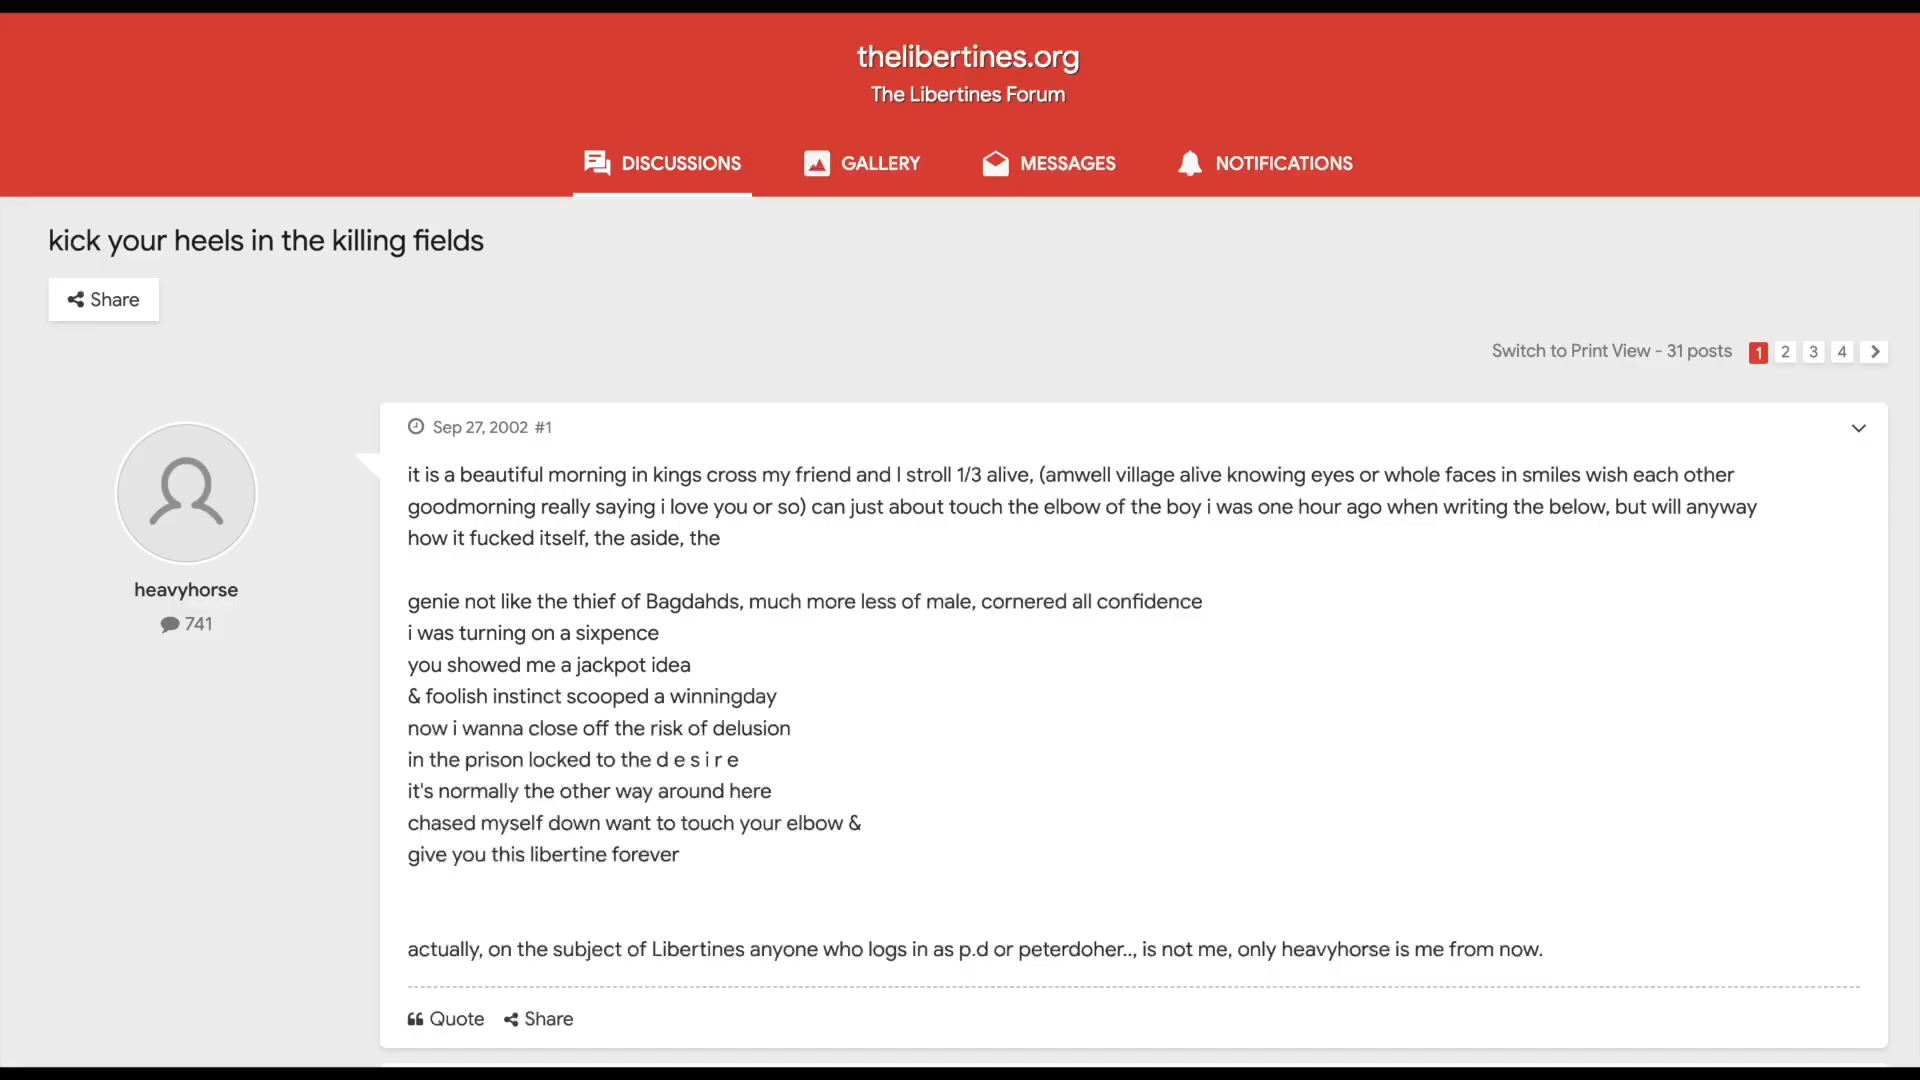 thelibertines.org
The Libertines Forum
DISCUSSIONS GALLERY MESSAGES NOTIFICATIONS
kick your heels in the killing fields
Share
Switch to Print View - 31 posts 1 2 3 4
Sep 27, 2002 #1
heavyhorse
741
it is a beautiful morning in kings cross my friend and I stroll 1/3 alive, (amwell village alive knowing eyes or whole faces in smiles wish each other
goodmorning really saying i love you or so) can just about touch the elbow of the boy i was one hour ago when writing the below, but will anyway
how it fucked itself, the aside, the
genie not like the thief of Bagdahds, much more less of male, cornered all confidence
i was turning on a sixpence
you showed me a jackpot idea
& foolish instinct scooped a winningday
now i wanna close off the risk of delusion
in the prison locked to the d e s i r e
it's normally the other way around here
chased myself down want to touch your elbow &
give you this libertine forever
actually, on the subject of Libertines anyone who logs in as p.d or peterdoher.., is not me, only heavyhorse is me from now.
Quote Share